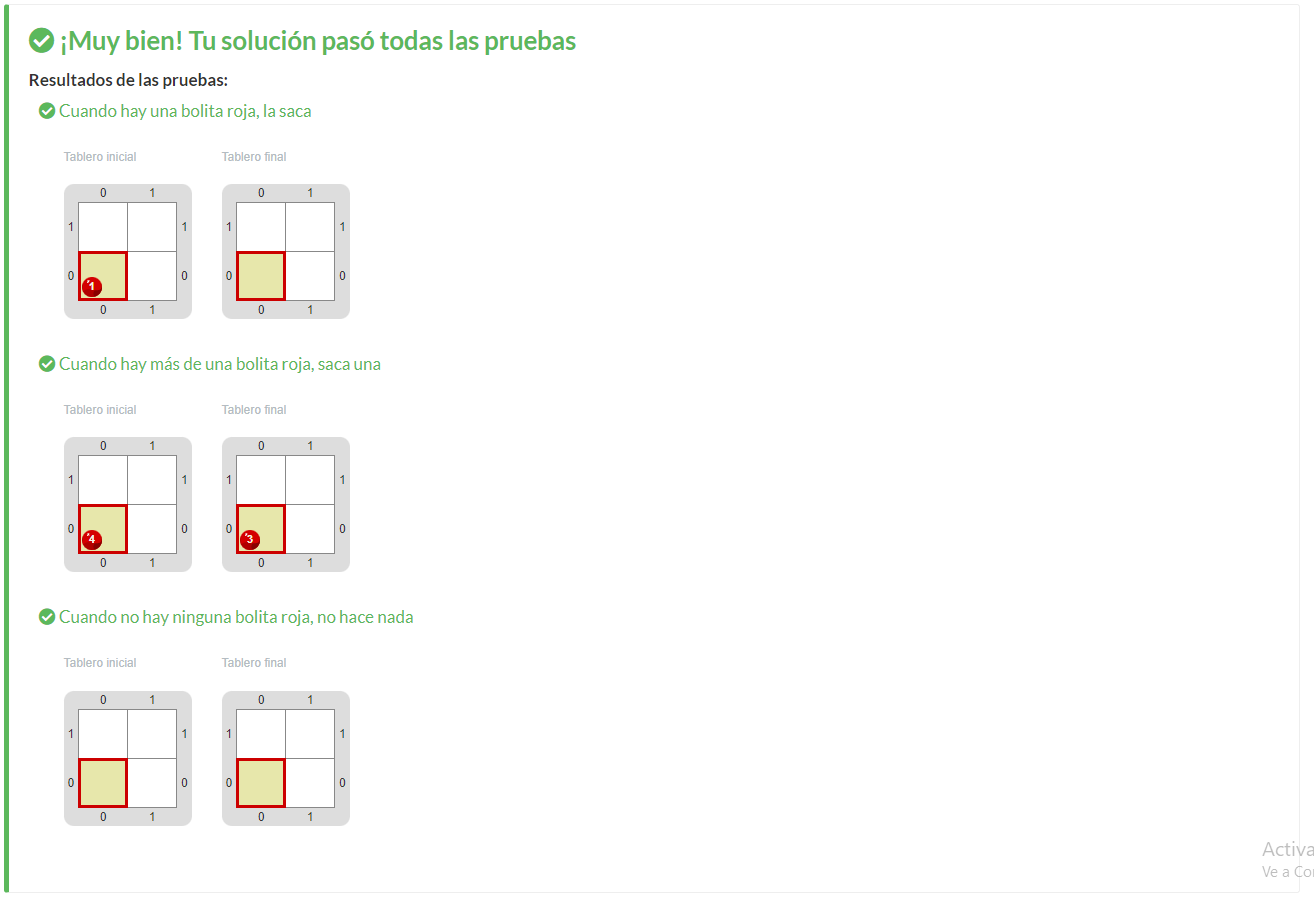 ¡Muy bien! Tu solución pasó todas las pruebas
Resultados de las pruebas:
Cuando hay una bolita roja, la saca
Tablero inicial Tablero final
0 1 0 1
1 1 1 1
0 1 0 0 0
0 1 0 1
Cuando hay más de una bolita roja, saca una
Tablero inicial Tablero final
0 1 0 1
1 1 1 1
0 4 0 0 3 0
0 1 0 1
Cuando no hay ninguna bolita roja, no hace nada
Tablero inicial Tablero final
0 1 0 1
1 1 1 1
0 0 0 0
0 1 0 1
Activa
Ve a